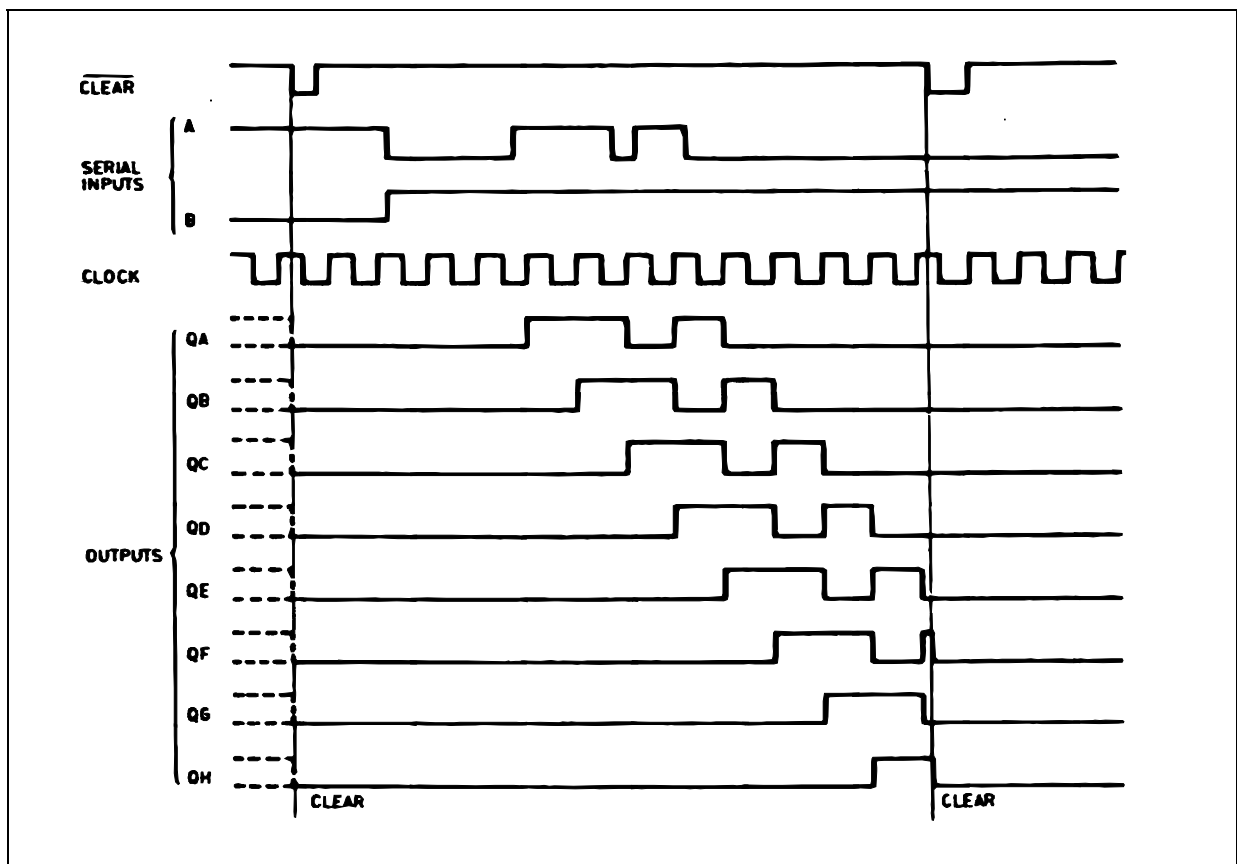 CLEAR
A
SERIAL
INPUTS
B
CLOCK
QA
QB
QC
QD
OUTPUTS
QE
QF
QG
QH
CLEAR
CLEAR